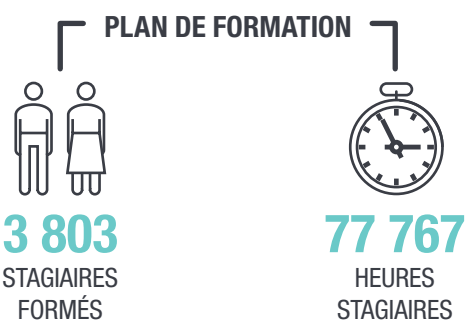 PLAN DE FORMATION
3 803
STAGIAIRES
FORMÉS
77 767
HEURES
STAGIAIRES